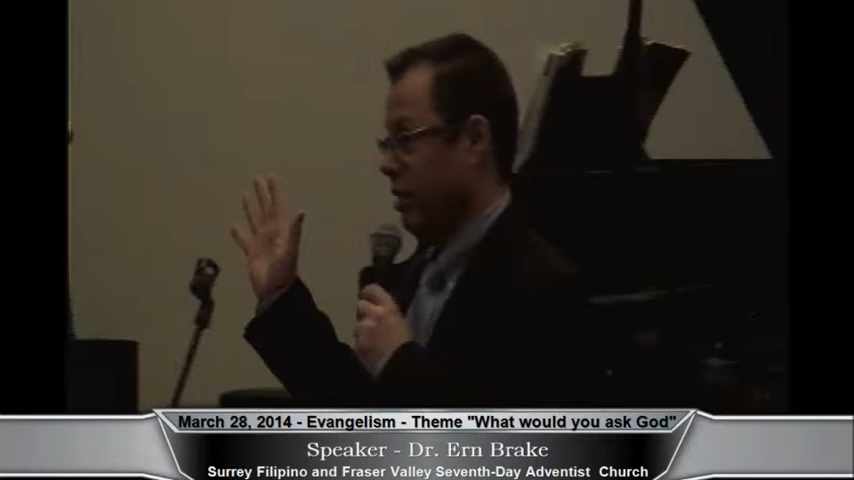 March 28, 2014 - Evangelism - Theme "What would you ask God"
Speaker - Dr. Ern Brake
Surrey Filipino and Fraser Valley Seventh-Day Adventist Church